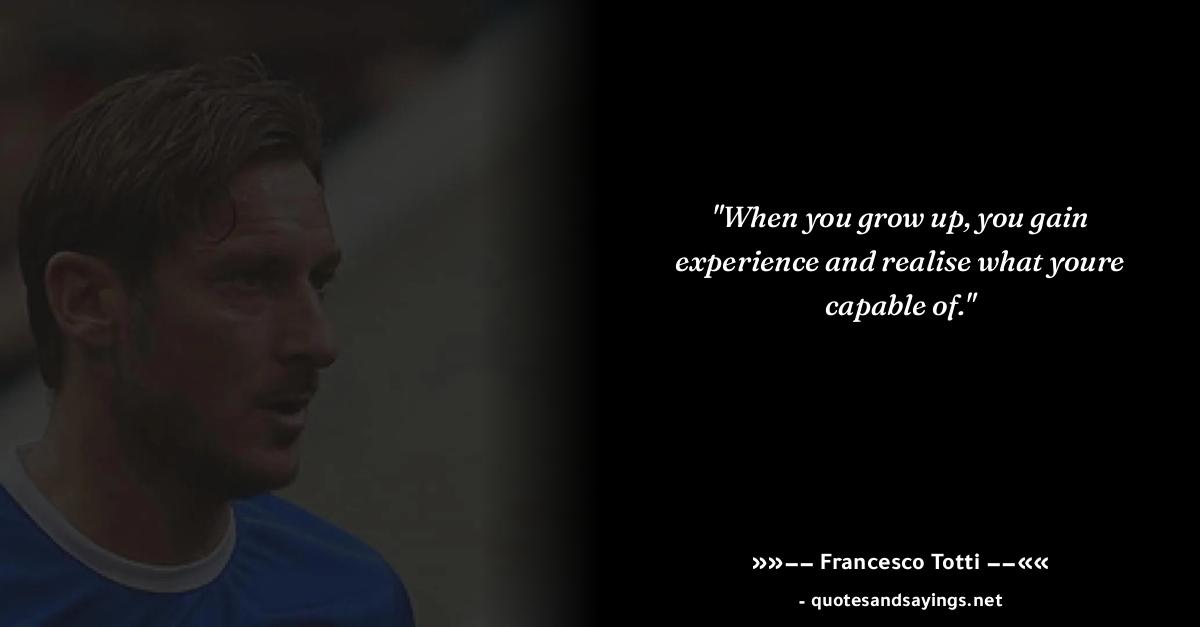 "When you grow up, you gain
experience and realise what youre
capable of."
»»−− Francesco Totti −−««
- quotesandsayings.net